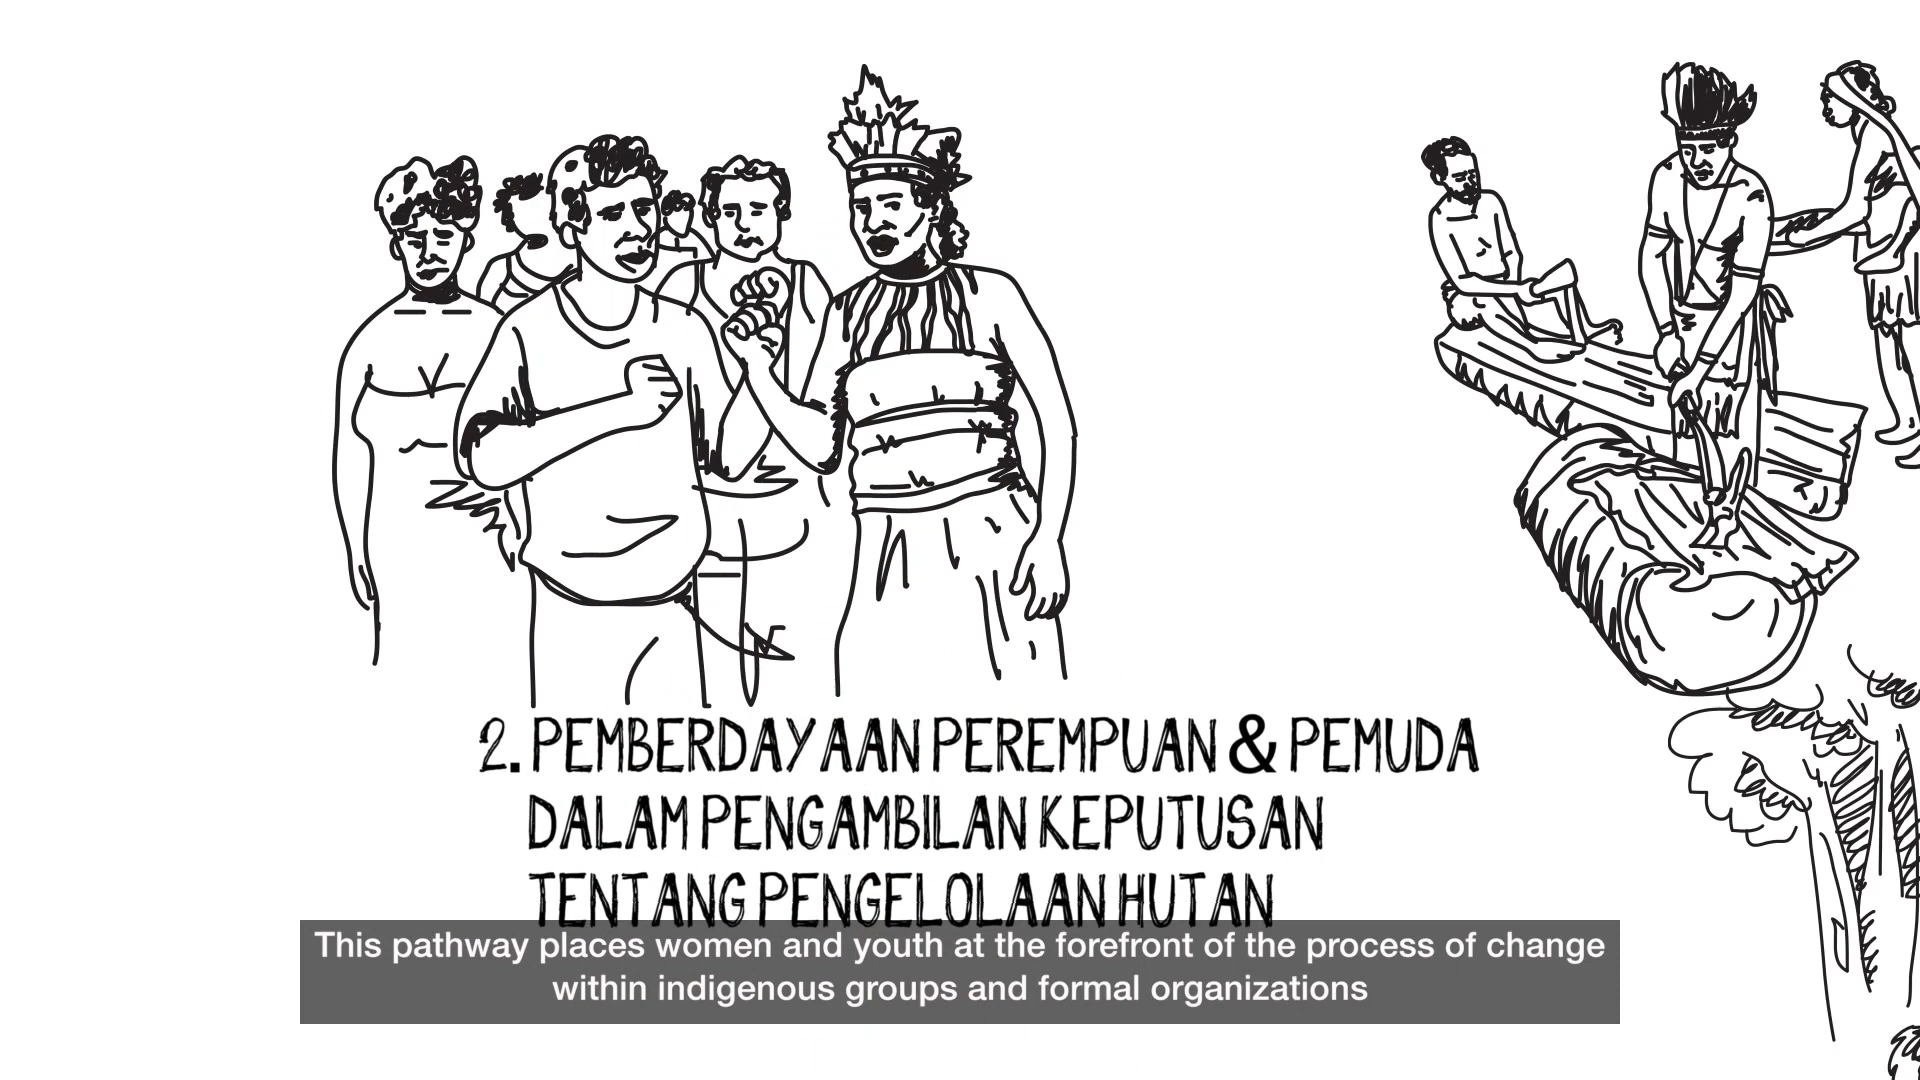 2. PEMBERDAYAAN PEREMPUAN & PEMUDA
DALAM PENGAMBILAN KEPUTUSAN
TENTANG PENGELOLAAN HUTAN
This pathway places women and youth at the forefront of the process of change
within indigenous groups and formal organizations